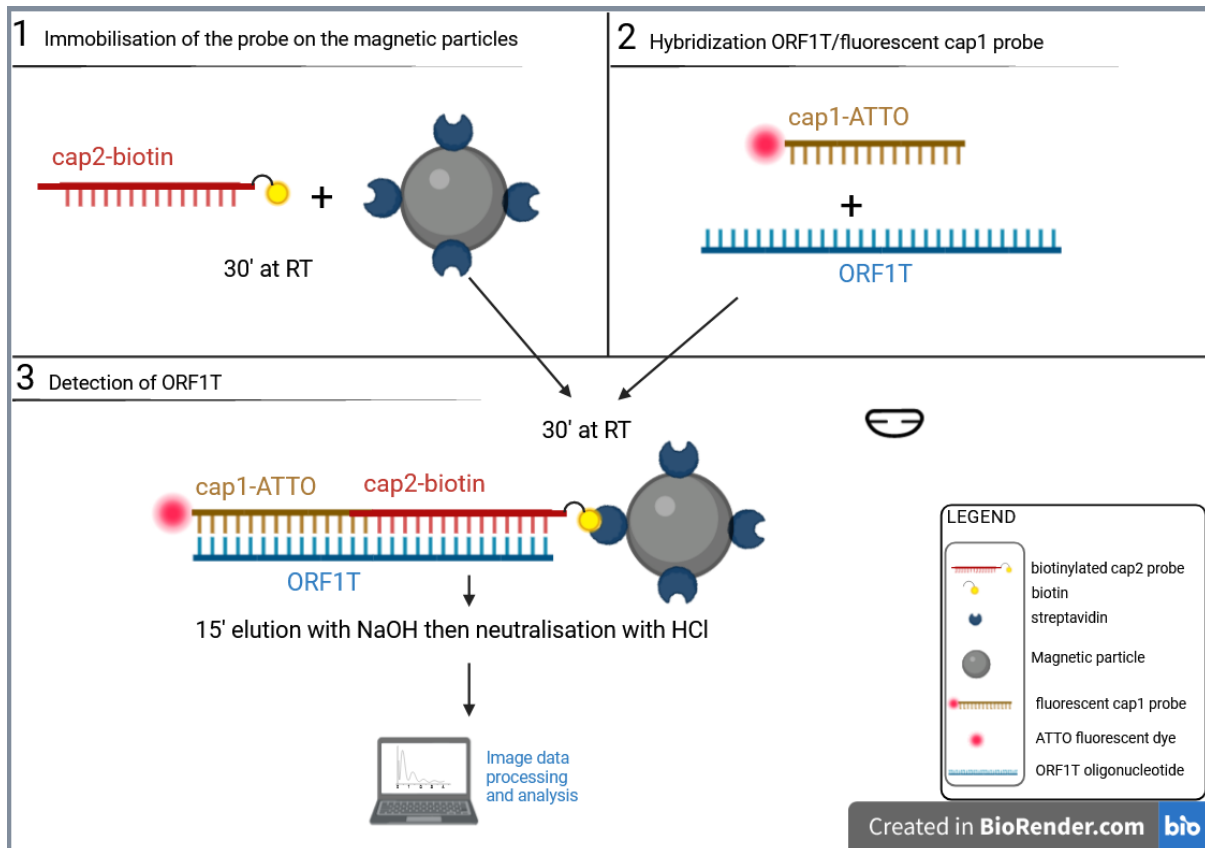 1 Immobilisation of the probe on the magnetic particles
cap2-biotin
+
30' at RT
2 Hybridization ORF1T/fluorescent cap1 probe
cap1-ATTO
+
ORF1T
3 Detection of ORF1T
30' at RT
cap1-ATTO
cap2-biotin
ORF1T
15' elution with NaOH then neutralisation with HCl
Image data
processing
and analysis
LEGEND
biotinylated cap2 probe
biotin
streptavidin
Magnetic particle
fluorescent cap1 probe
ATTO fluorescent dye
ORF1T oligonucleotide
Created in BioRender.com bio